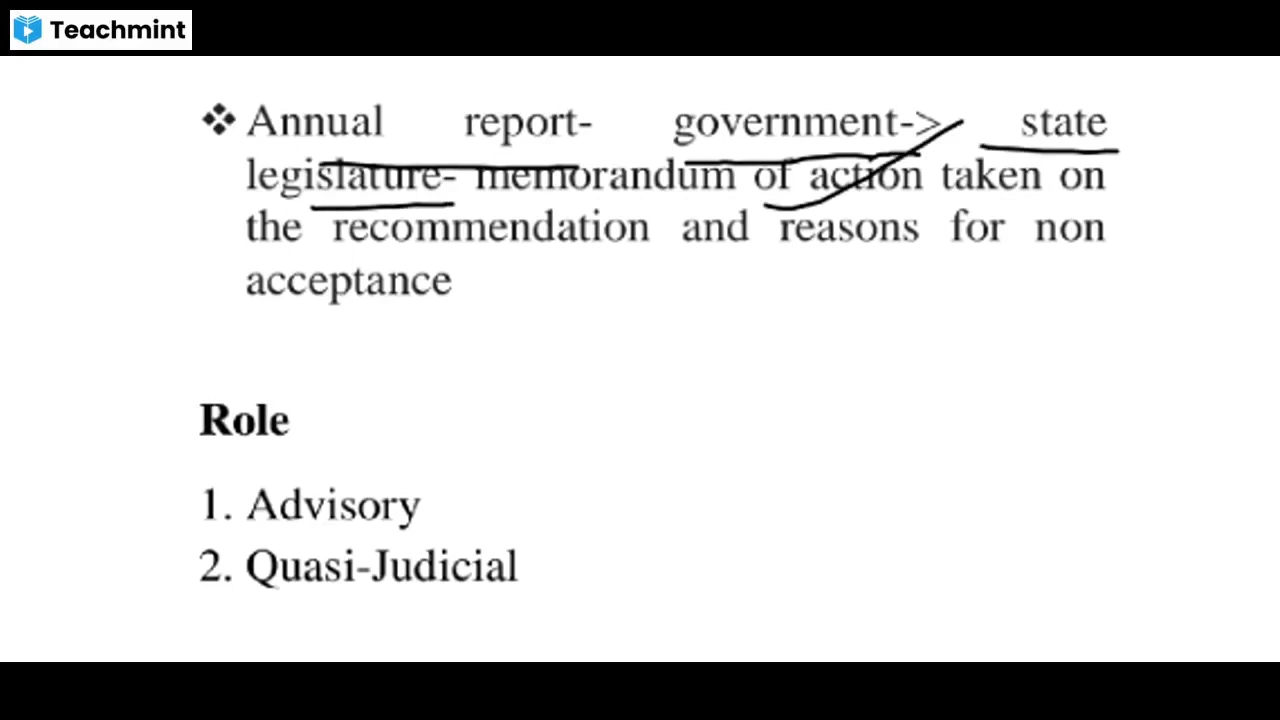 Teachmint
❖ Annual report- government-> state
legislature- memorandum of action taken on
the recommendation and reasons for non
acceptance
Role
1. Advisory
2. Quasi-Judicial